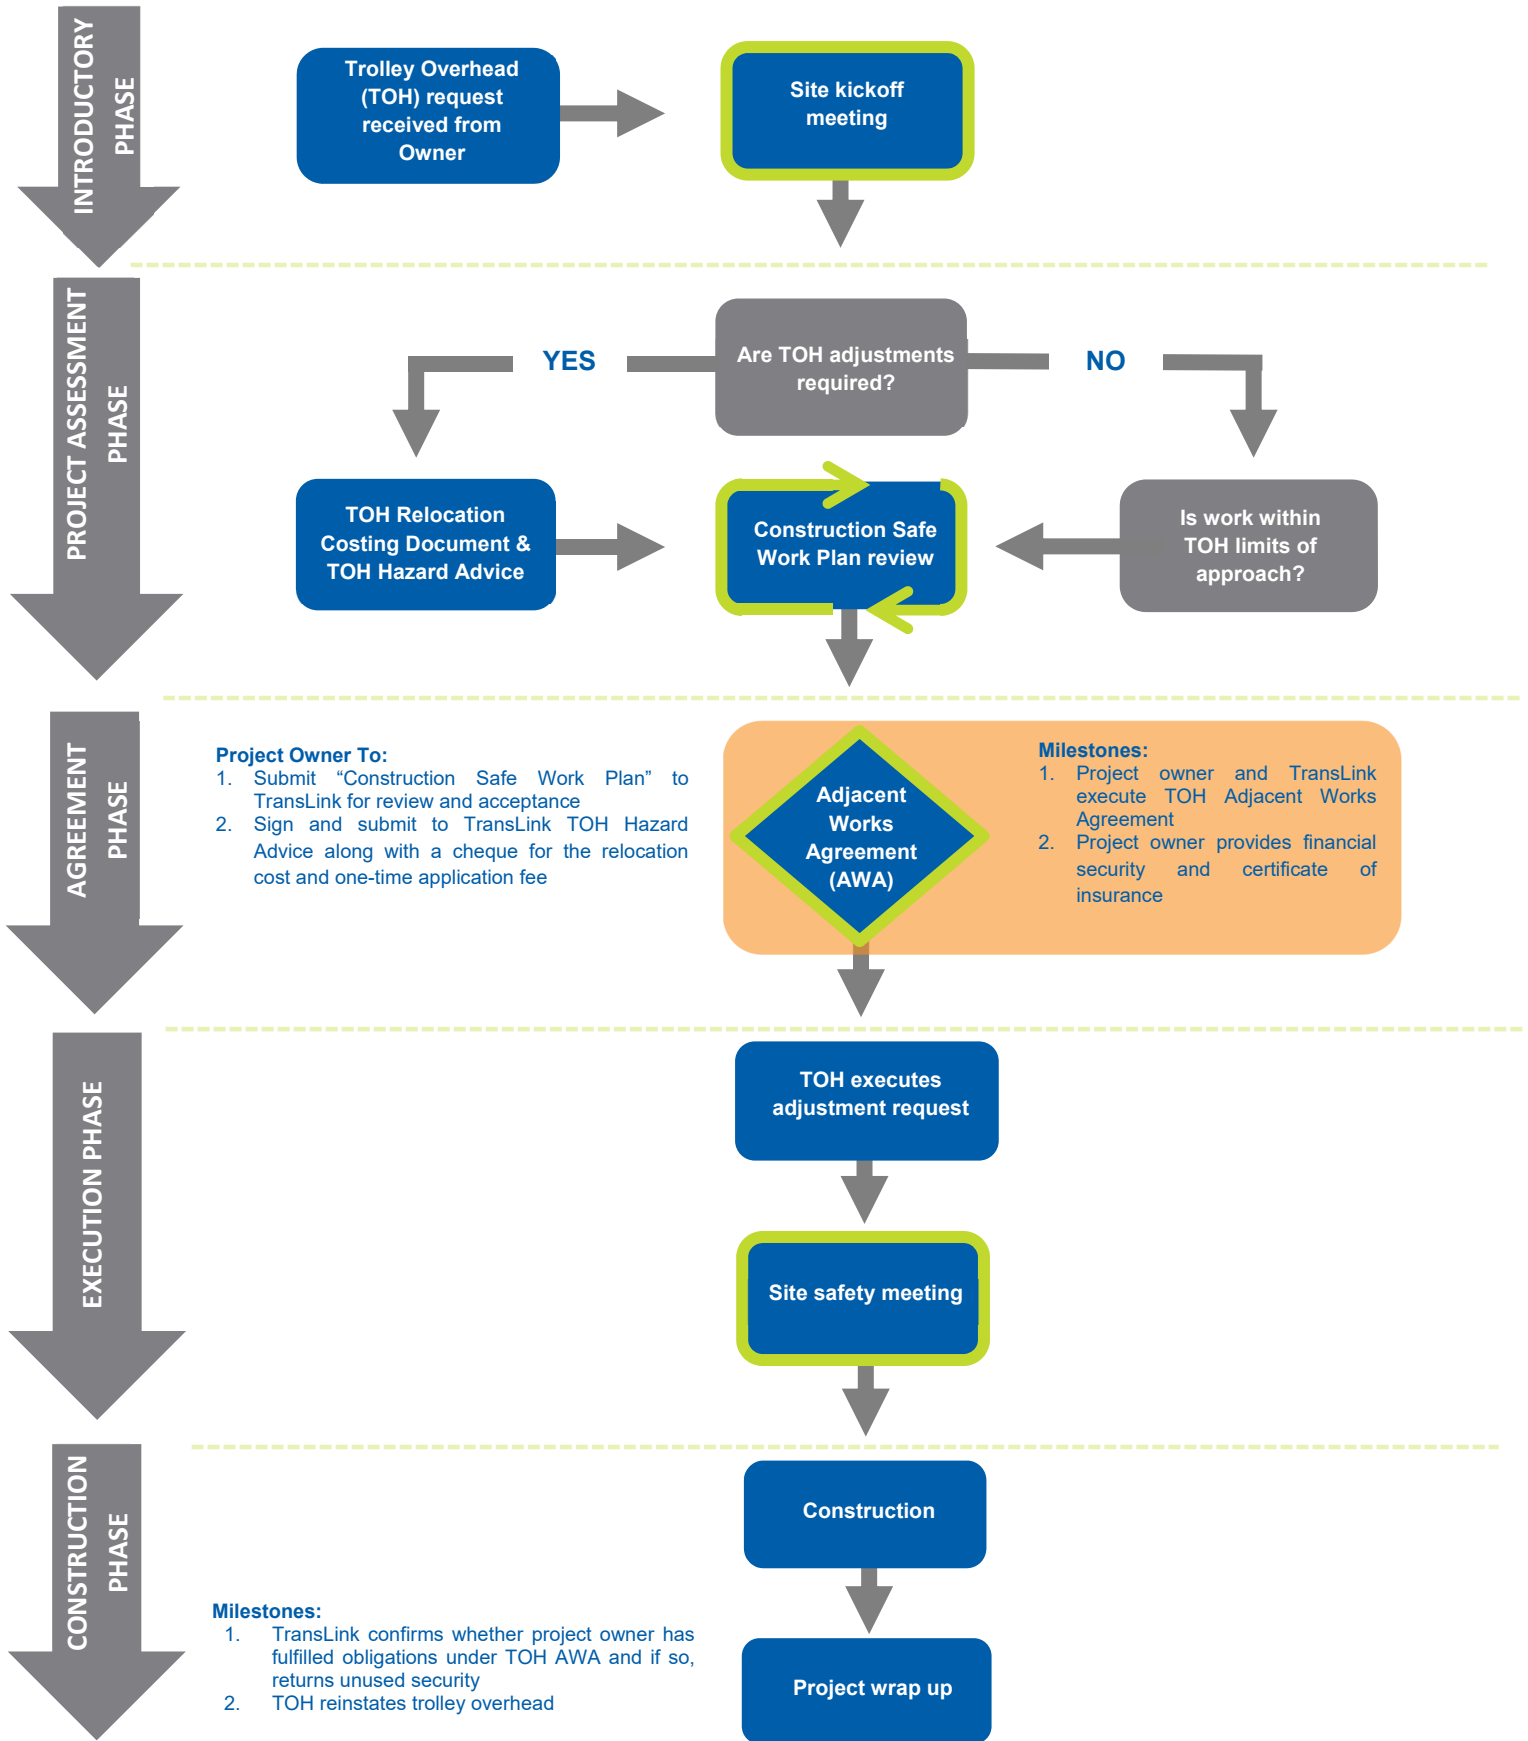 INTRODUCTORY
PHASE
Trolley Overhead
(TOH) request
received from
Owner
Site kickoff
meeting
PROJECT ASSESSMENT
PHASE
Are TOH adjustments
required?
YES
NO
TOH Relocation
Costing Document &
TOH Hazard Advice
Construction Safe
Work Plan review
Is work within
TOH limits of
approach?
AGREEMENT
PHASE
Project Owner To:
1. Submit “Construction Safe Work Plan” to
TransLink for review and acceptance
2. Sign and submit to TransLink TOH Hazard
Advice along with a cheque for the relocation
cost and one-time application fee
Adjacent
Works
Agreement
(AWA)
Milestones:
1. Project owner and TransLink
execute TOH Adjacent Works
Agreement
2. Project owner provides financial
security and certificate of
insurance
EXECUTION PHASE
TOH executes
adjustment request
Site safety meeting
CONSTRUCTION
PHASE
Construction
Milestones:
1. TransLink confirms whether project owner has
fulfilled obligations under TOH AWA and if so,
returns unused security
2. TOH reinstates trolley overhead
Project wrap up